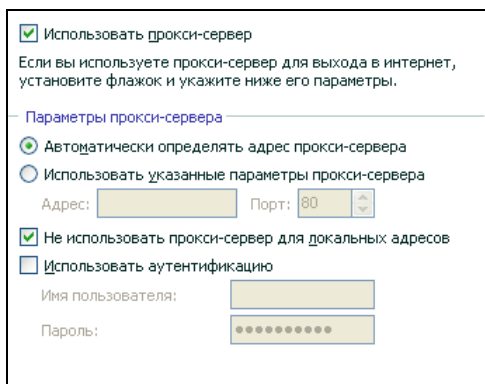 Использовать прокси-сервер
Если вы используете прокси-сервер для выхода в интернет,
установите флажок и укажите ниже его параметры.
Параметры прокси-сервера
Автоматически определять адрес прокси-сервера
Использовать указанные параметры прокси-сервера
Адрес: Порт: 80
Не использовать прокси-сервер для локальных адресов
Использовать аутентификацию
Имя пользователя:
Пароль: ●●●●●●●●●●